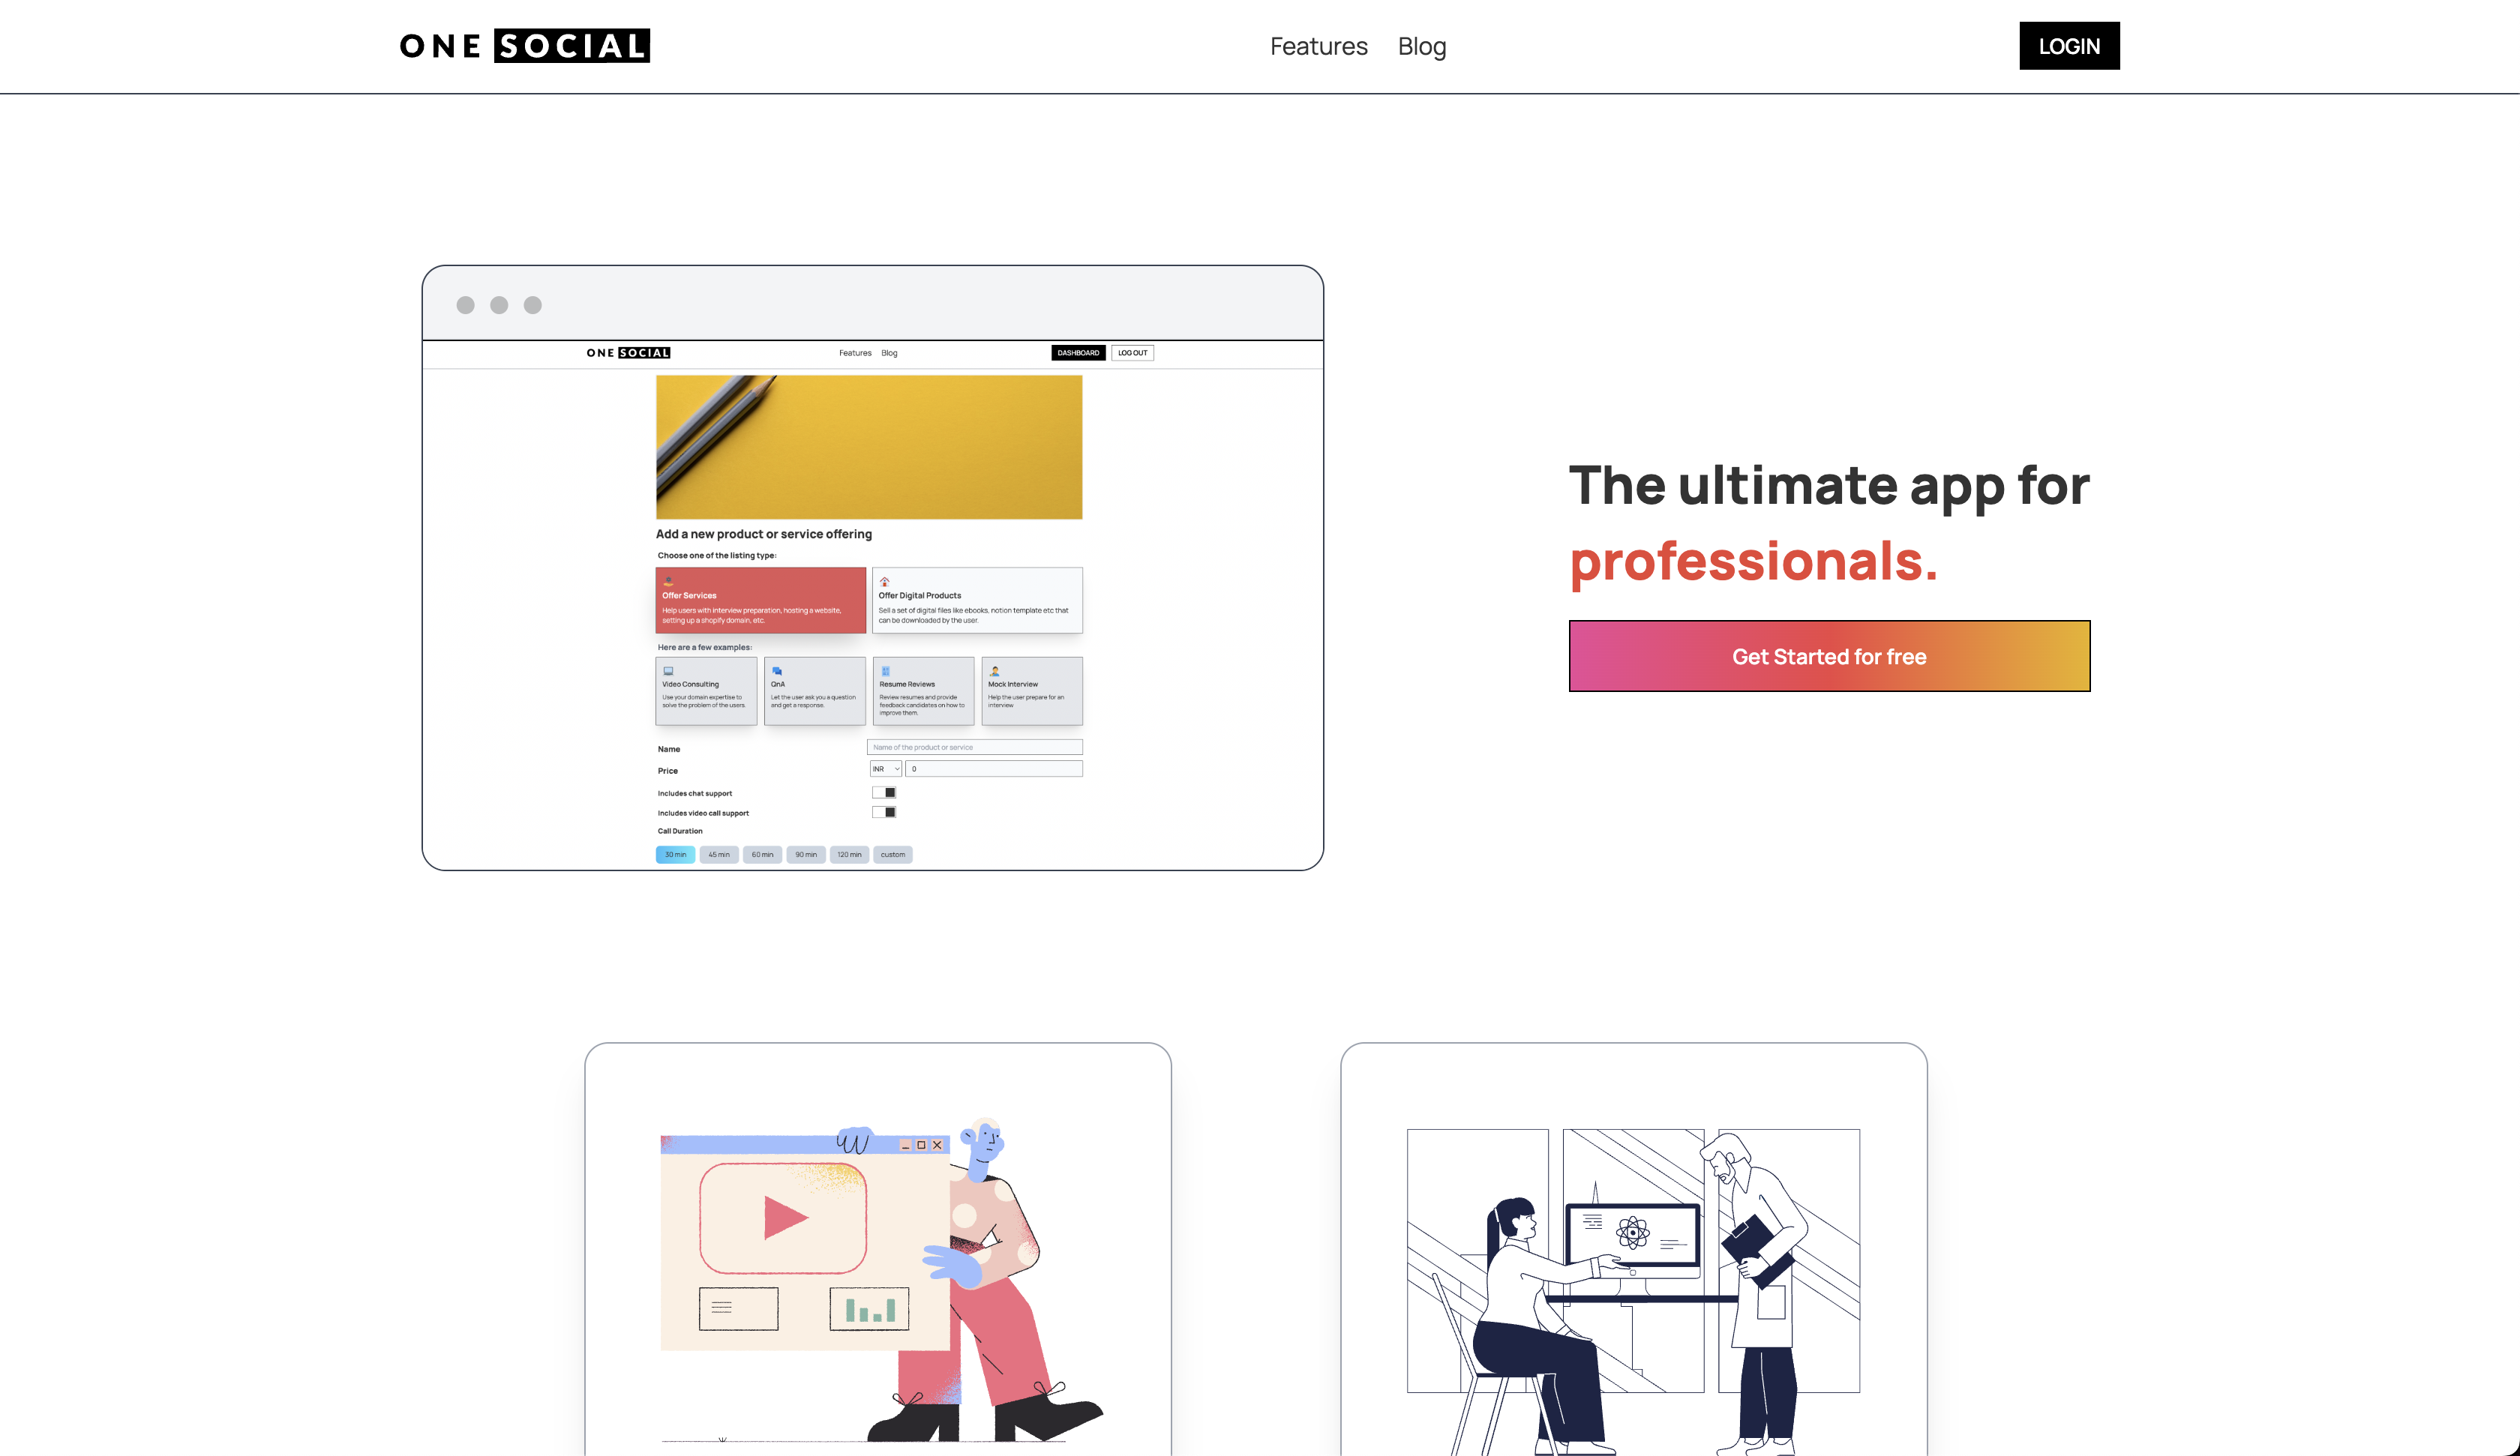 ONE SOCIAL
Features Blog
LOGIN
ONE SOCIAL
Features Blog
DASHBOARD LOG OUT
Add a new product or service offering
Choose one of the listing type:
Offer Services
Help users with interview preparation, hosting a website,
setting up a shopify domain, etc.
Offer Digital Products
Sell a set of digital files like ebooks, notion template etc that
can be downloaded by the user.
Here are a few examples:
Video Consulting
Use your domain expertise to
solve the problem of the users.
QnA
Let the user ask you a question
and get a response.
Resume Reviews
Review resumes and provide
feedback candidates on how to
improve them.
Mock Interview
Help the user prepare for an
interview
Name
Name of the product or service
Price
INR 0
Includes chat support
Includes video call support
Call Duration
30 min 45 min 60 min 90 min 120 min custom
The ultimate app for
professionals.
Get Started for free